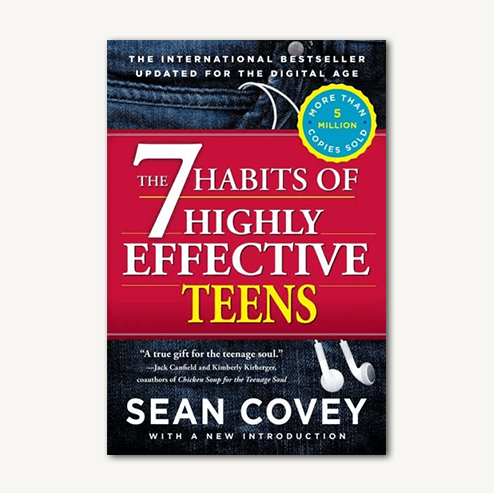 THE INTERNATIONAL BESTSELLER
UPDATED FOR THE DIGITAL AGE
MORE THAN
5
MILLION
COPIES SOLD
THE 7 HABITS OF
HIGHLY
EFFECTIVE
TEENS
“A true gift for the teenage soul.”
—Jack Canfield and Kimberly Kirberger,
coauthors of Chicken Soup for the Teenage Soul
SEAN COVEY
WITH A NEW INTRODUCTION